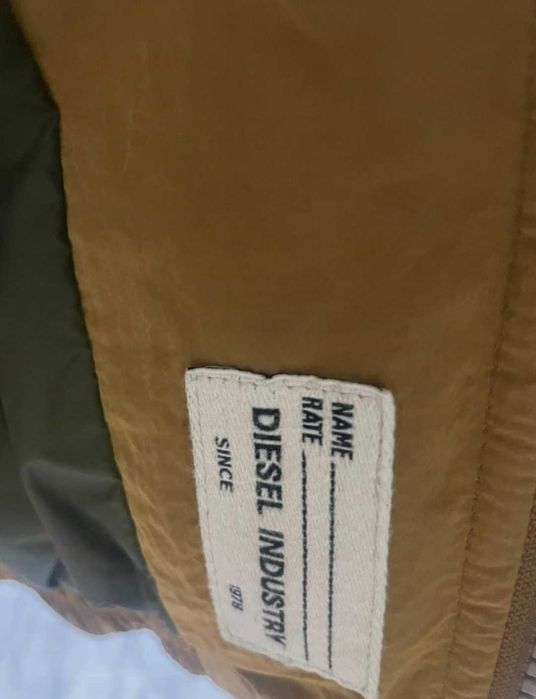 NAME
RATE
DIESEL INDUSTRY
SINCE 1978